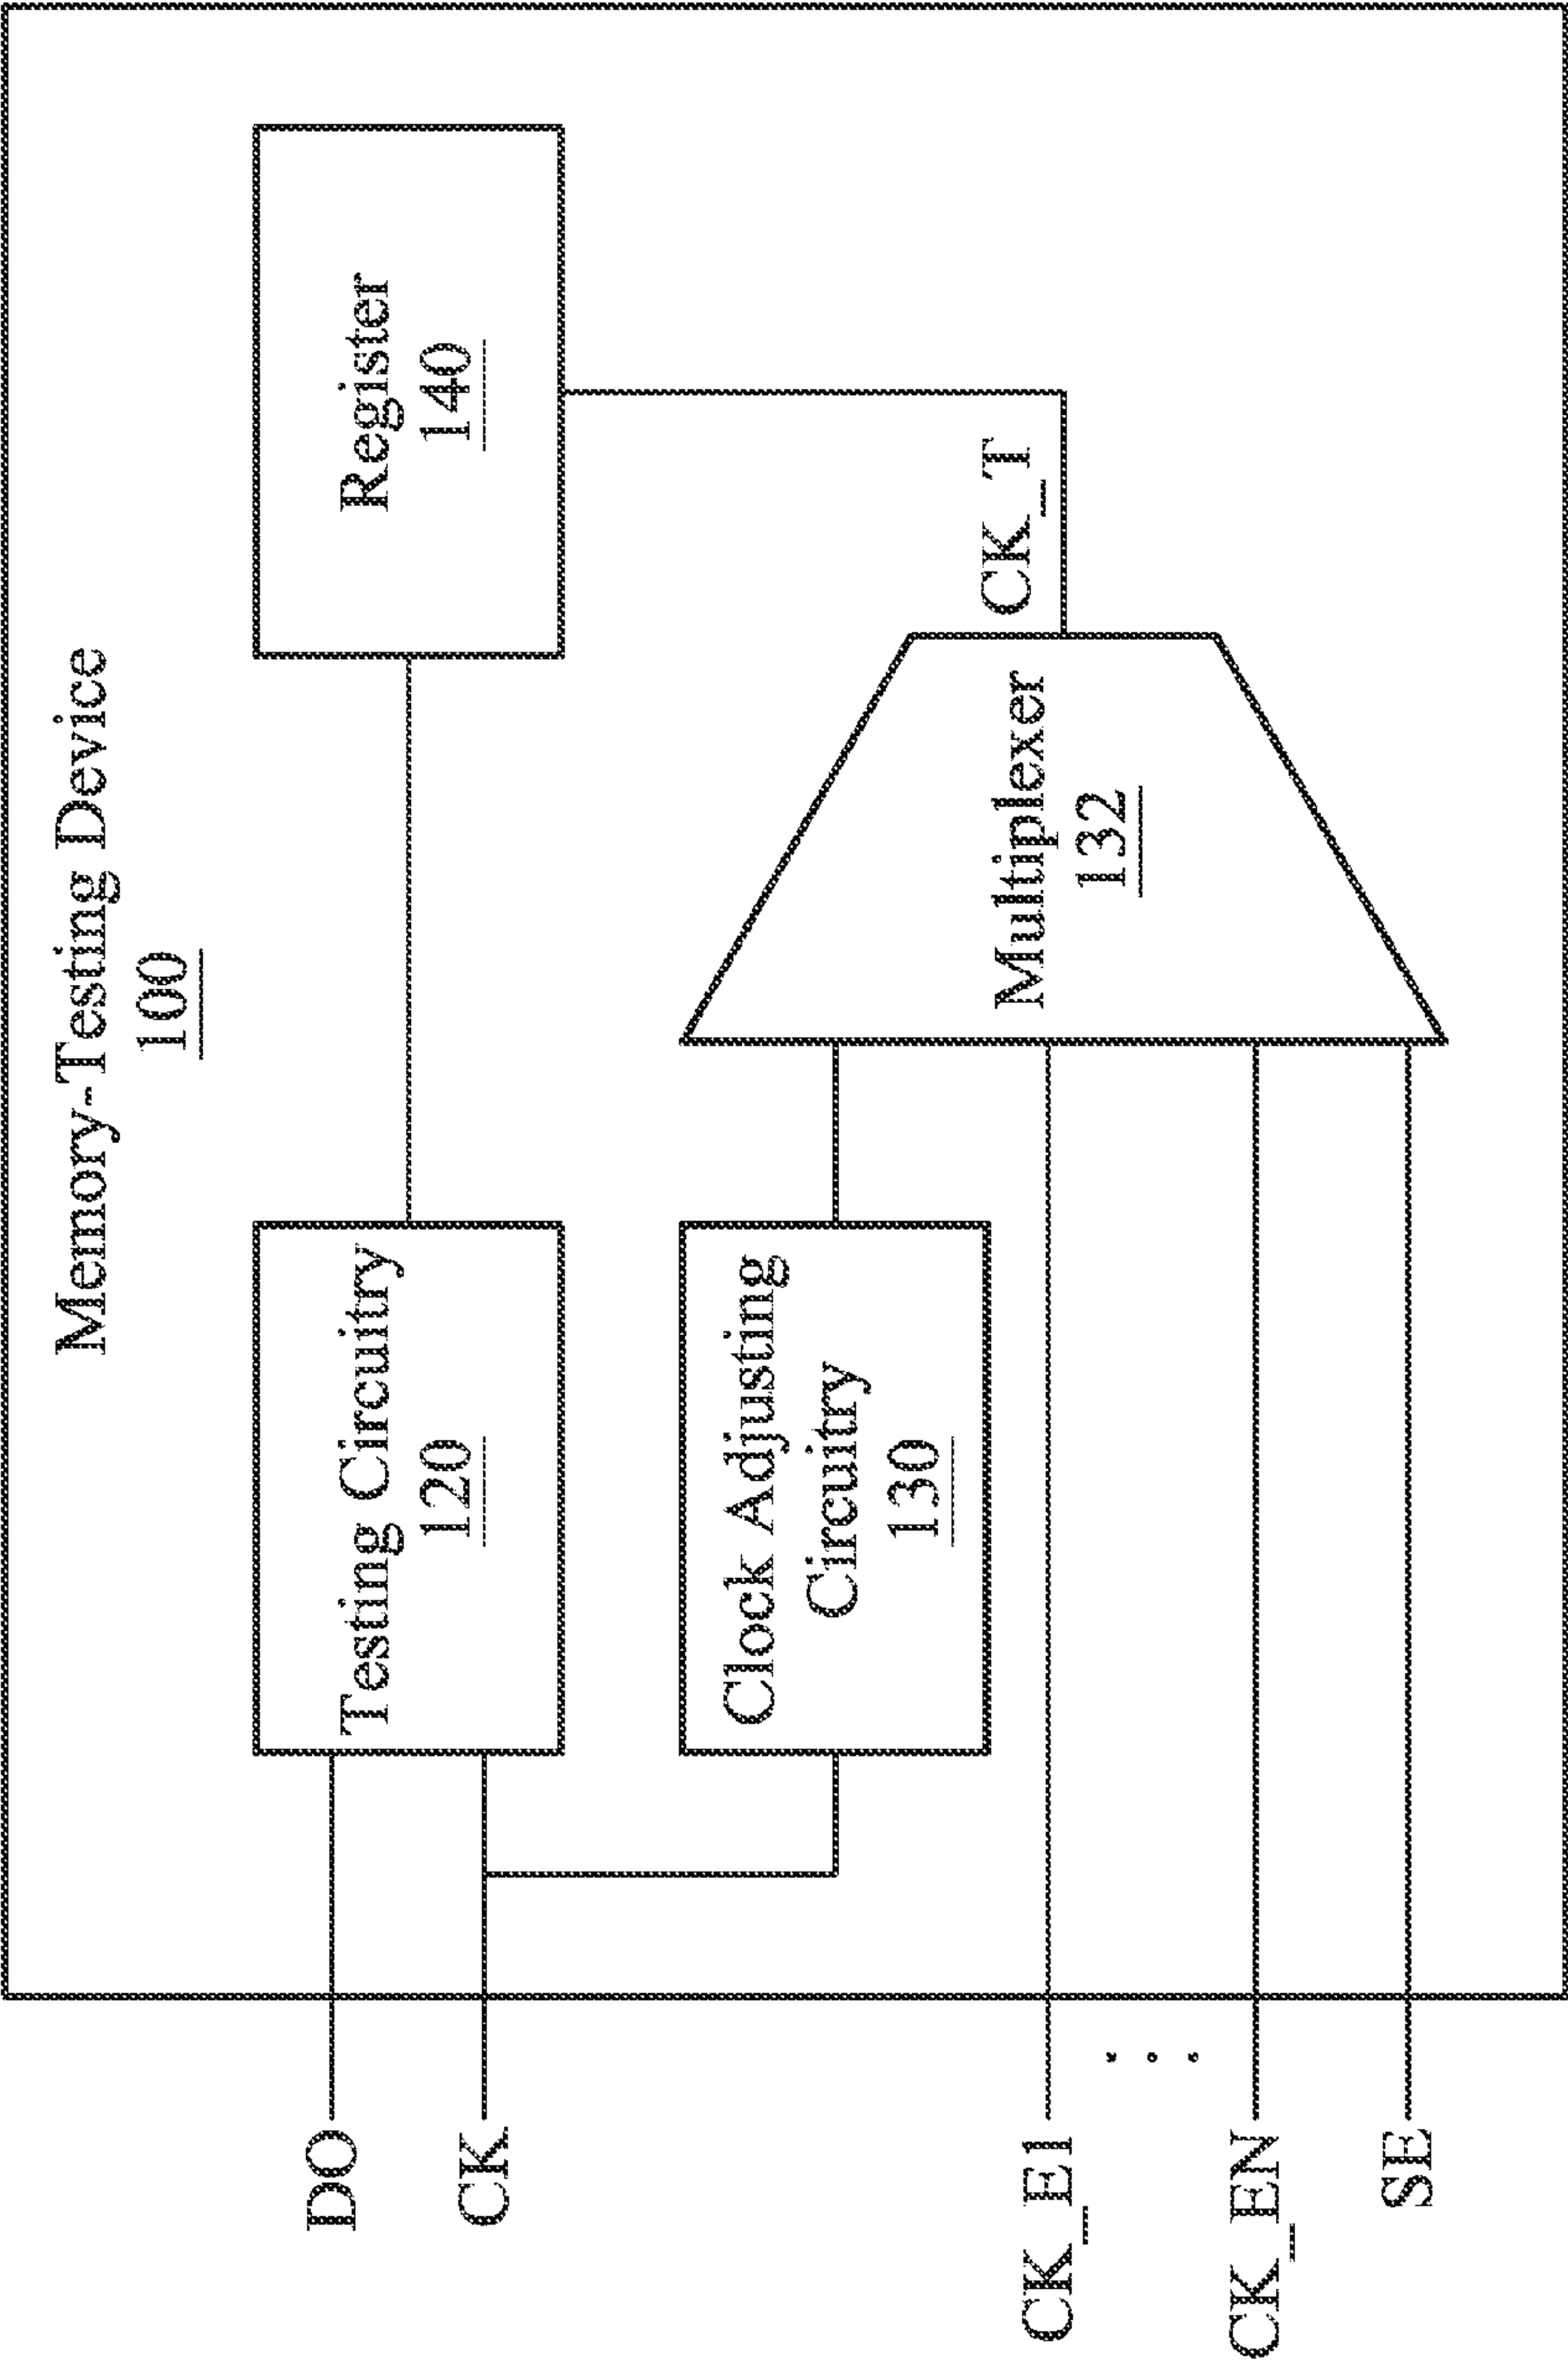 Memory-Testing Device
100
DO
CK
Testing Circuitry
120
Register
140
Clock Adjusting
Circuitry
130
CK_T
Multiplexer
132
CK_E1
CK_EN
SE